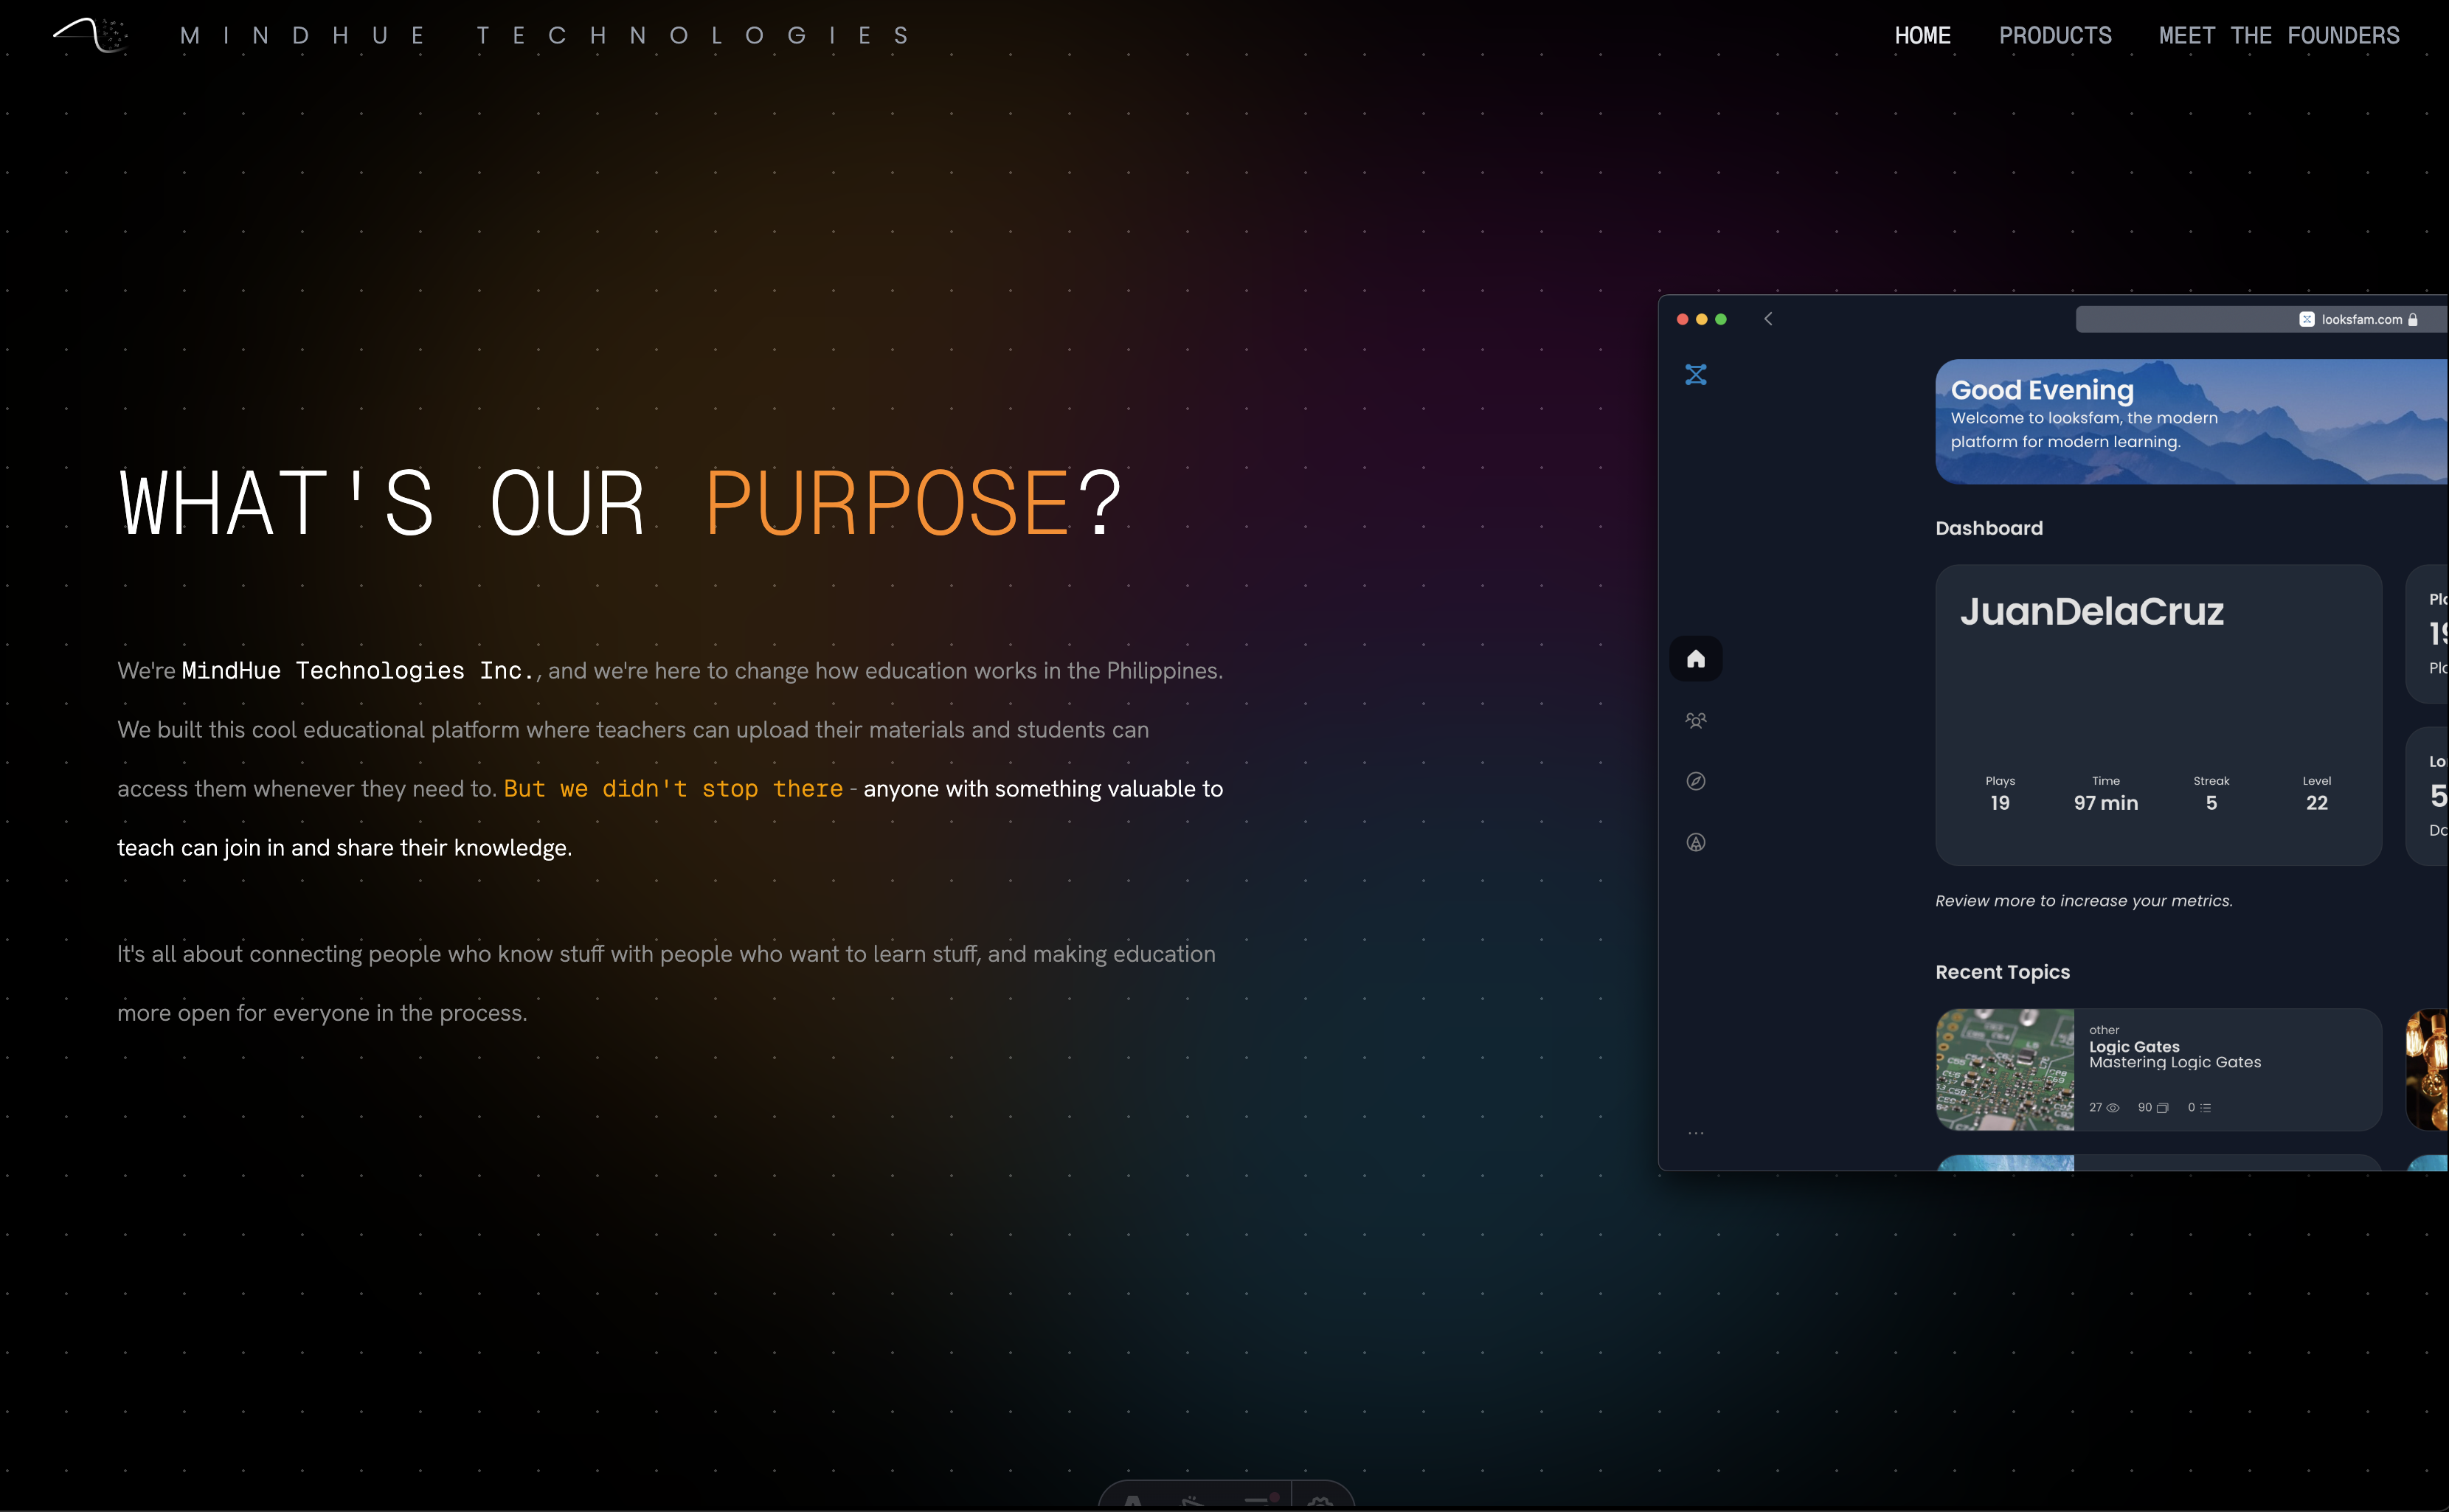 MINDHUE TECHNOLOGIES
HOME PRODUCTS MEET THE FOUNDERS
WHAT'S OUR PURPOSE?
We're MindHue Technologies Inc., and we're here to change how education works in the Philippines.
We built this cool educational platform where teachers can upload their materials and students can
access them whenever they need to. But we didn't stop there - anyone with something valuable to
teach can join in and share their knowledge.
It's all about connecting people who know stuff with people who want to learn stuff, and making education
more open for everyone in the process.
looksfam.com
Good Evening
Welcome to looksfam, the modern
platform for modern learning.
Dashboard
JuanDelaCruz
Plays Time Streak Level
19 97 min 5 22
Review more to increase your metrics.
Recent Topics
other
Logic Gates
Mastering Logic Gates
27 90 0